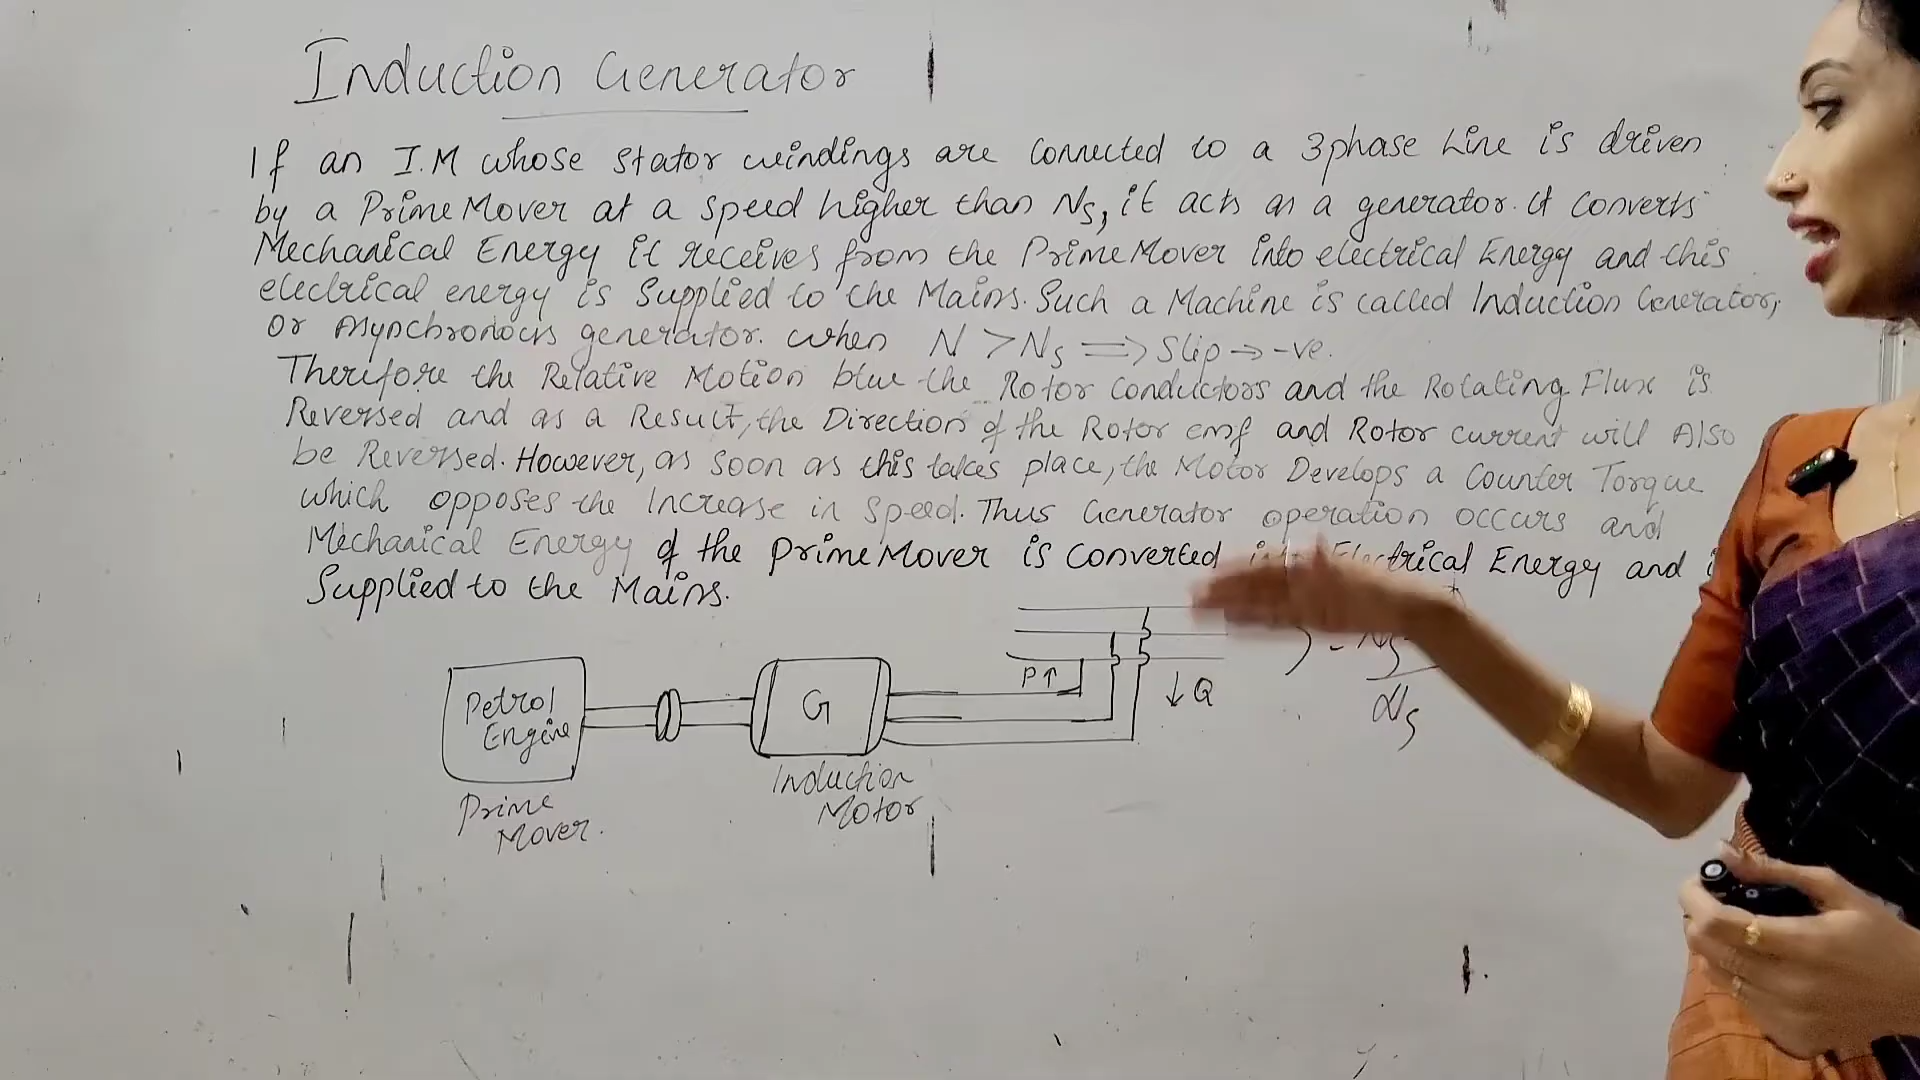 Induction Generator
If an I.M whose stator windings are connected to a 3phase Line is driven
by a PrimeMover at a speed higher than Ns, it acts as a generator. It converts
Mechanical Energy it receives from the PrimeMover into electrical Energy and this
electrical energy is Supplied to the Mains. Such a Machine is called Induction Generator,
Or Asynchronous generator. When N > Ns ⟹ Slip → -ve.
Therefore the Relative Motion btw the Rotor conductors and the Rotating Flux is
Reversed and as a Result, the Direction of the Rotor emf and Rotor current will Also
be Reversed. However, as soon as this takes place, the Motor Develops a Counter Torque
which opposes the Increase in Speed. Thus Generator operation occurs and
Mechanical Energy of the PrimeMover is Converted Electrical Energy and
Supplied to the Mains.
P↑
↓Q
Ns
Petrol
Engine
G
Prime
Mover.
Induction
Motor